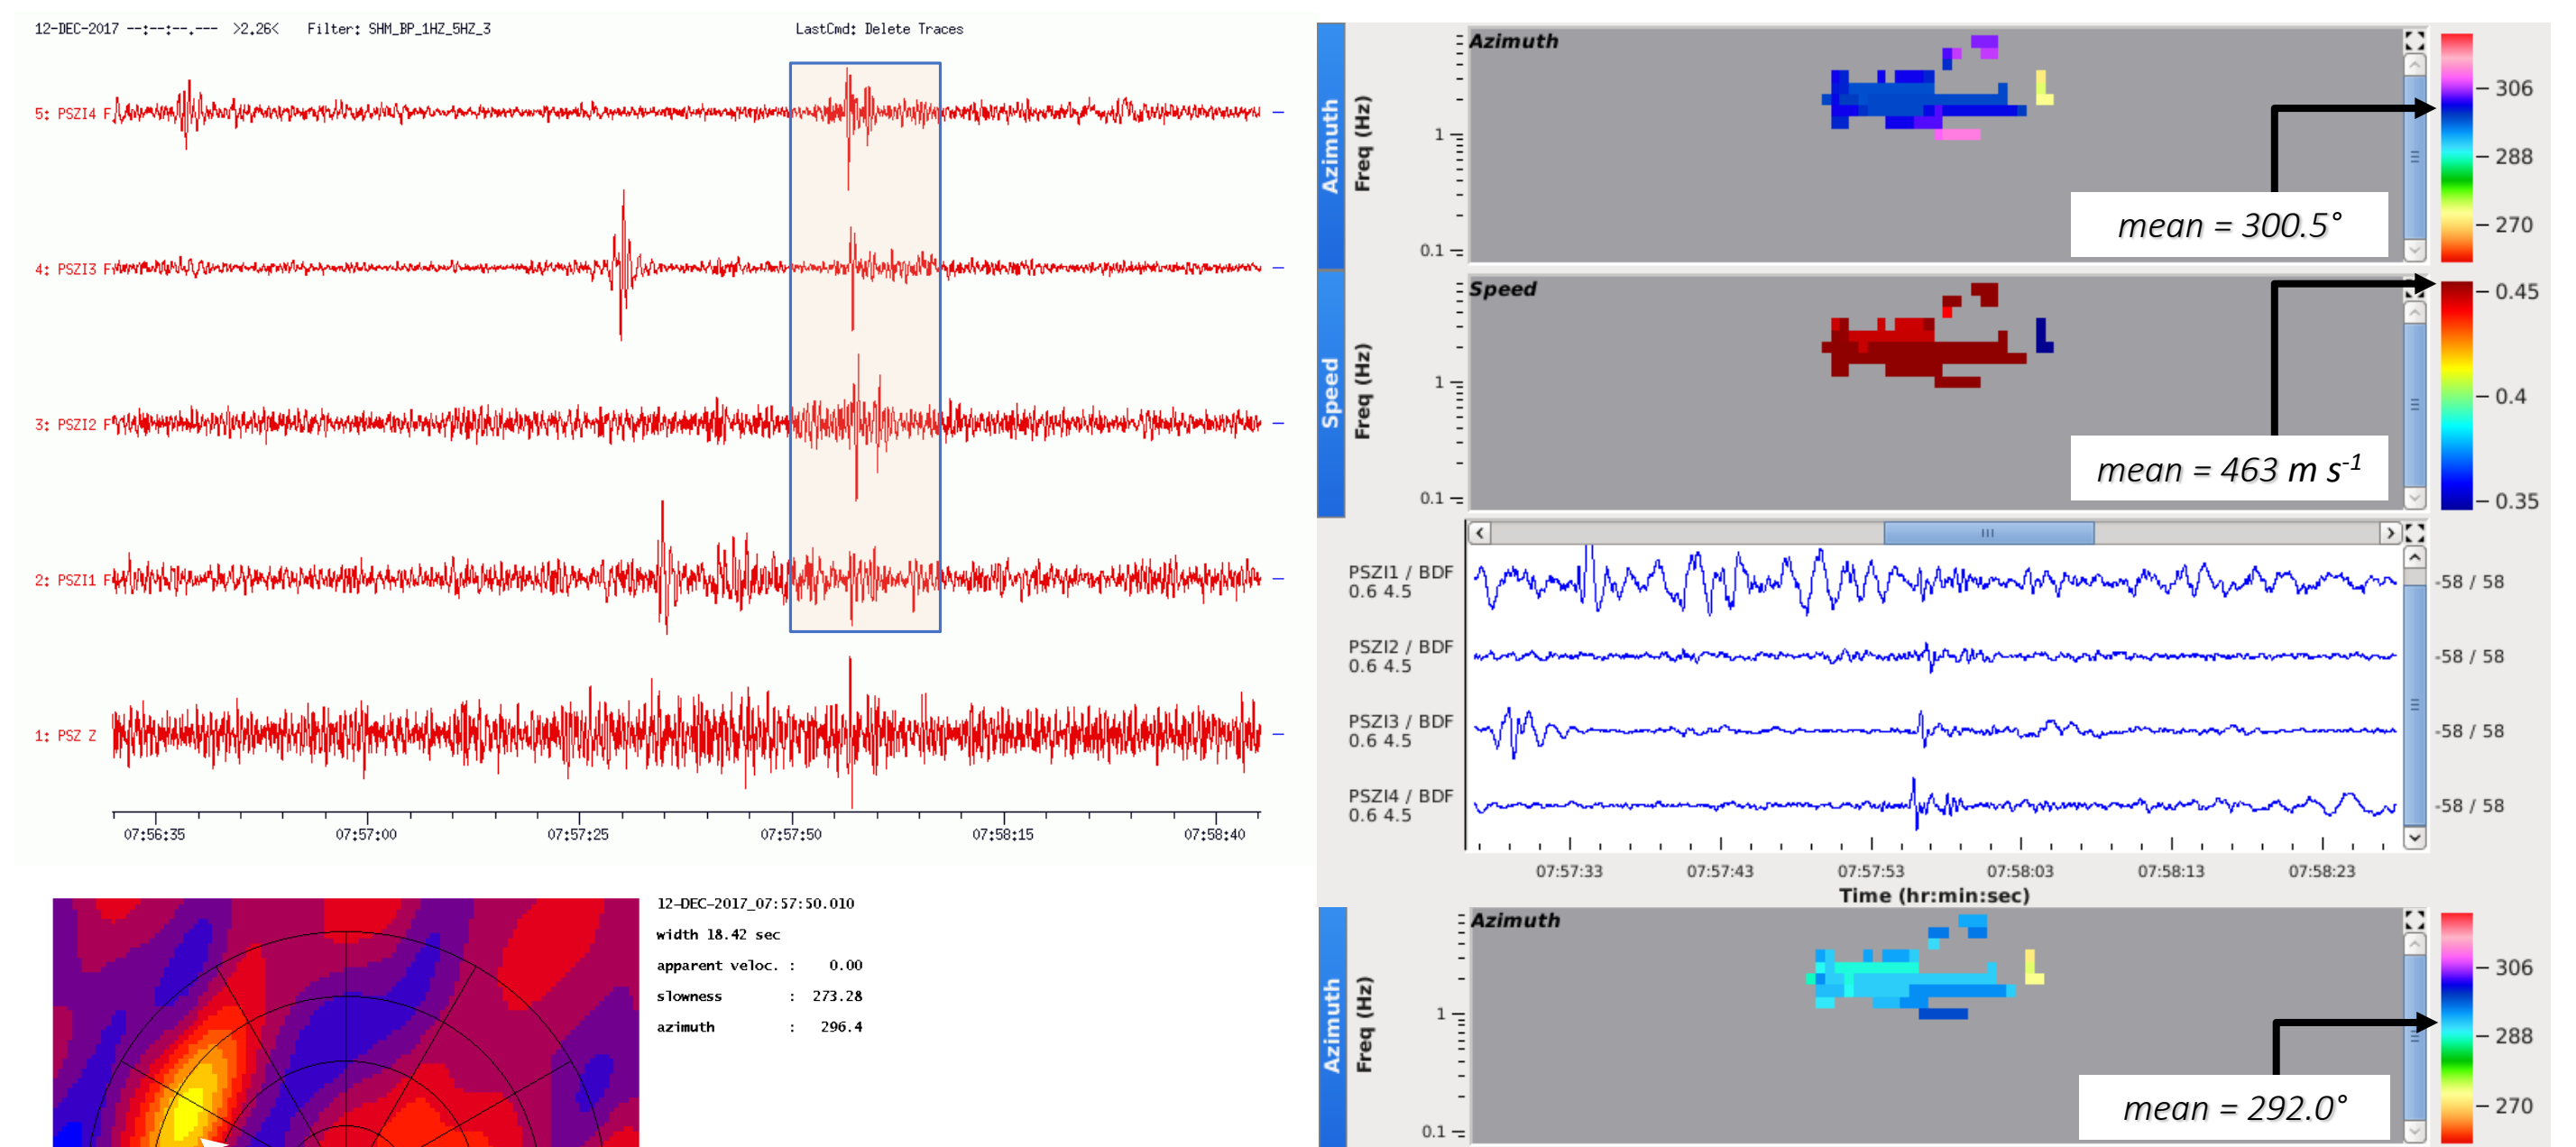 12-DEC-2017 --:--:--.--- >2.26< Filter: SHM_BP_1HZ_5HZ_3 LastCmd: Delete Traces
5: PSZI4 F
4: PSZI3 F
3: PSZI2 F
2: PSZI1 F
1: PSZ Z
07:56:35 07:57:00 07:57:25 07:57:50 07:58:15 07:58:40
12-DEC-2017_07:57:50.010
width 18.42 sec
apparent veloc. : 0.00
slowness : 273.28
azimuth : 296.4
Azimuth
Freq (Hz)
Azimuth
1
0.1
306
288
270
mean = 300.5°
Speed
Freq (Hz)
Speed
1
0.1
0.45
0.4
0.35
mean = 463 m s-1
PSZI1 / BDF
0.6 4.5
-58 / 58
PSZI2 / BDF
0.6 4.5
-58 / 58
PSZI3 / BDF
0.6 4.5
-58 / 58
PSZI4 / BDF
0.6 4.5
-58 / 58
07:57:33 07:57:43 07:57:53 07:58:03 07:58:13 07:58:23
Time (hr:min:sec)
Azimuth
Freq (Hz)
Azimuth
1
0.1
306
288
270
mean = 292.0°